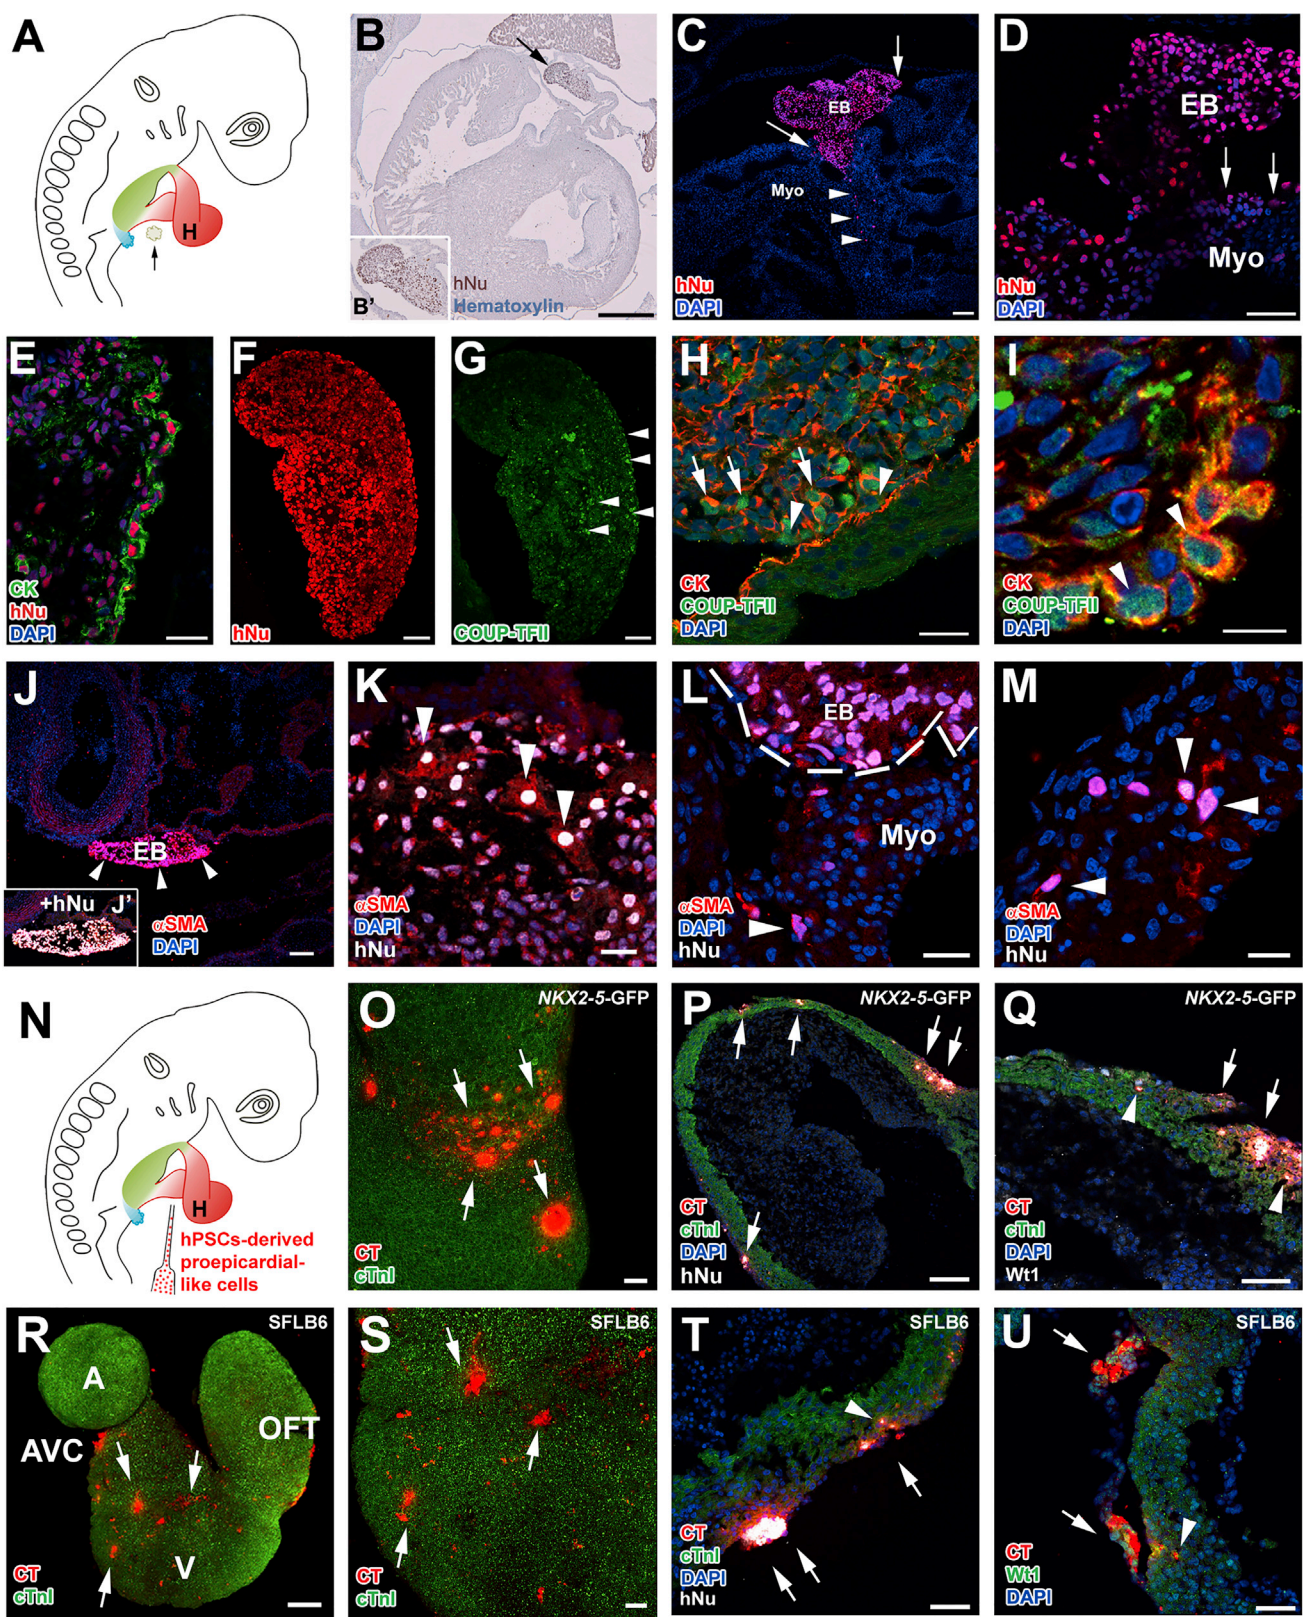 A
H
B
B’
hNu
Hematoxylin
C
EB
Myo
hNu
DAPI
D
EB
Myo
hNu
DAPI
E
CK
hNu
DAPI
F
hNu
G
COUP-TFII
H
CK
COUP-TFII
DAPI
I
CK
COUP-TFII
DAPI
J
EB
+hNu J’
αSMA
DAPI
K
αSMA
DAPI
hNu
L
EB
Myo
αSMA
DAPI
hNu
M
αSMA
DAPI
hNu
N
H
hPSCs-derived
proepicardial-
like cells
O
NKX2-5-GFP
CT
cTnI
P
NKX2-5-GFP
CT
cTnI
DAPI
hNu
Q
NKX2-5-GFP
CT
cTnI
DAPI
Wt1
R
SFLB6
A
AVC
OFT
V
CT
cTnI
S
SFLB6
CT
cTnI
T
SFLB6
CT
cTnI
DAPI
hNu
U
SFLB6
CT
Wt1
DAPI